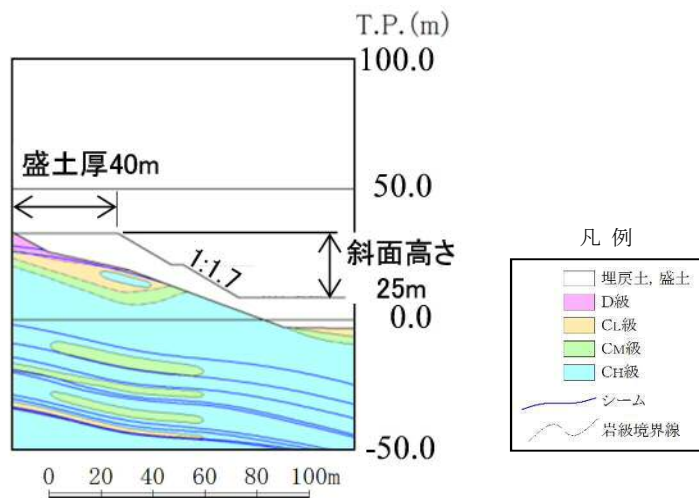 T.P.(m)
100.0
盛土厚40m
50.0
1:1.7
斜面高さ
25m
0.0
-50.0
0 20 40 60 80 100m
凡 例
埋戻土, 盛土
D級
CL級
CM級
CH級
シーム
岩級境界線